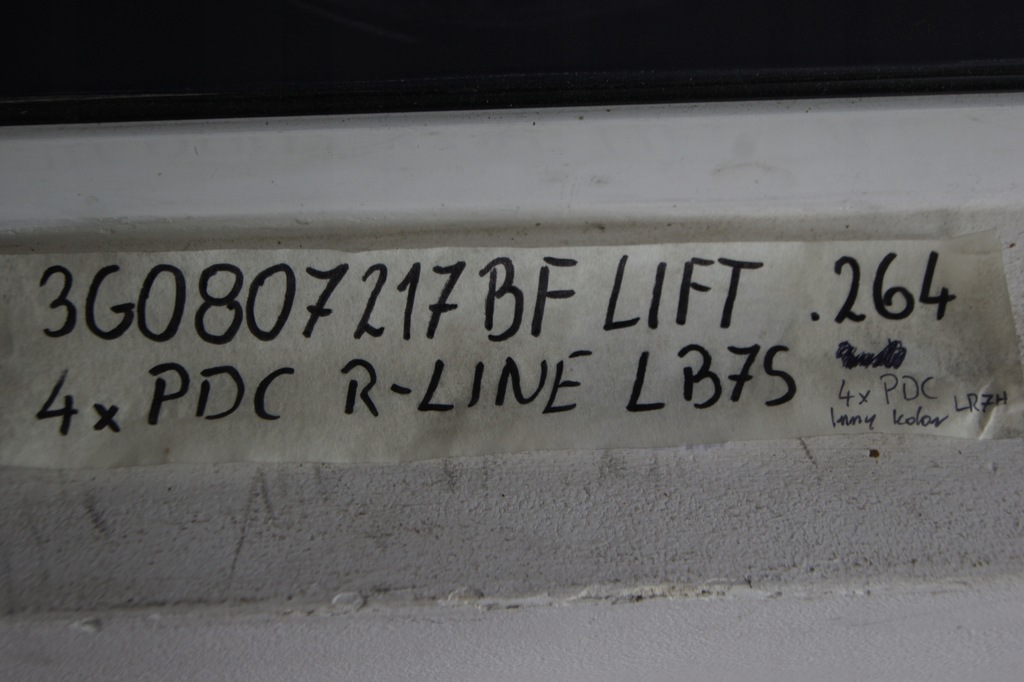 3G0807217BF LIFT .264
4x PDC R-LINE LB7S
4x PDC
Inny kolor LR7H